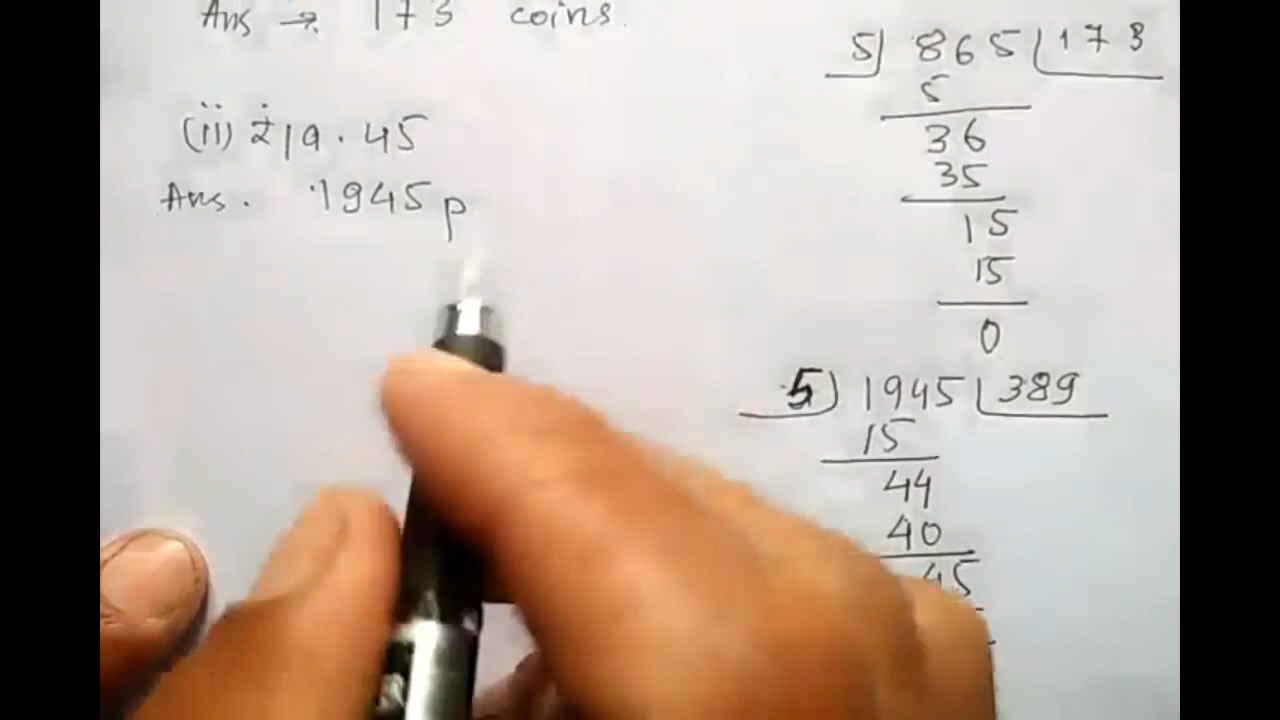 Ans → 173 coins.
(ii) ₹19.45
Ans. 1945p
5) 865 (173
5
36
35
15
15
0
5) 1945 (389
15
44
40
45